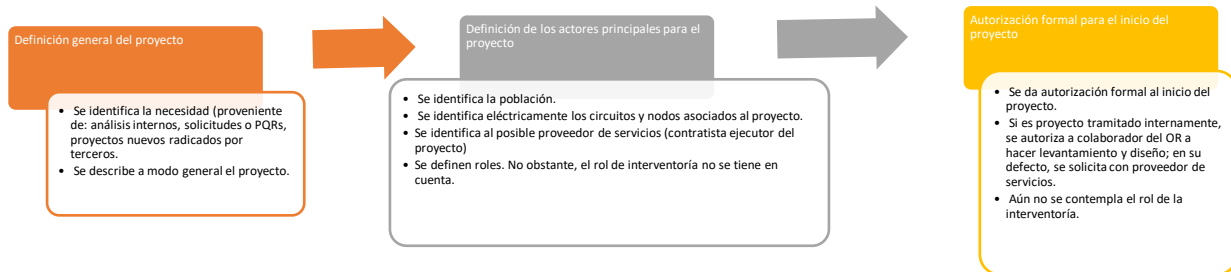 Definición general del proyecto
• Se identifica la necesidad (proveniente
de: análisis internos, solicitudes o PQRs,
proyectos nuevos radicados por
terceros.
• Se describe a modo general el proyecto.
Definición de los actores principales para el
proyecto
• Se identifica la población.
• Se identifica eléctricamente los circuitos y nodos asociados al proyecto.
• Se identifica al posible proveedor de servicios (contratista ejecutor del
proyecto)
• Se definen roles. No obstante, el rol de interventoría no se tiene en
cuenta.
Autorización formal para el inicio del
proyecto
• Se da autorización formal al inicio del
proyecto.
• Si es proyecto tramitado internamente,
se autoriza a colaborador del OR a
hacer levantamiento y diseño; en su
defecto, se solicita con proveedor de
servicios.
• Aún no se contempla el rol de la
interventoría.